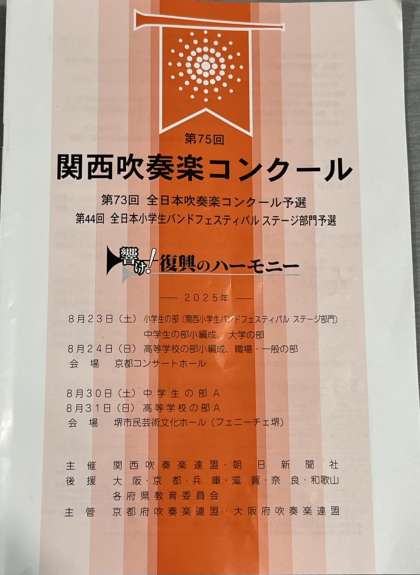 第75回
関西吹奏楽コンクール
第73回 全日本吹奏楽コンクール予選
第44回 全日本小学生バンドフェスティバル ステージ部門予選
響け!復興のハーモニー
2025年
8月23日(土) 小学生の部(関西小学生バンドフェスティバル ステージ部門)
中学生の部小編成、大学の部
8月24日(日) 高等学校の部小編成、職場・一般の部
会 場 京都コンサートホール
8月30日(土) 中学生の部A
8月31日(日) 高等学校の部A
会 場 堺市民芸術文化ホール(フェニーチェ堺)
主 催 関西吹奏楽連盟・朝日新聞社
後 援 大阪・京都・兵庫・滋賀・奈良・和歌山
各府県教育委員会
主 管 京都府吹奏楽連盟・大阪府吹奏楽連盟